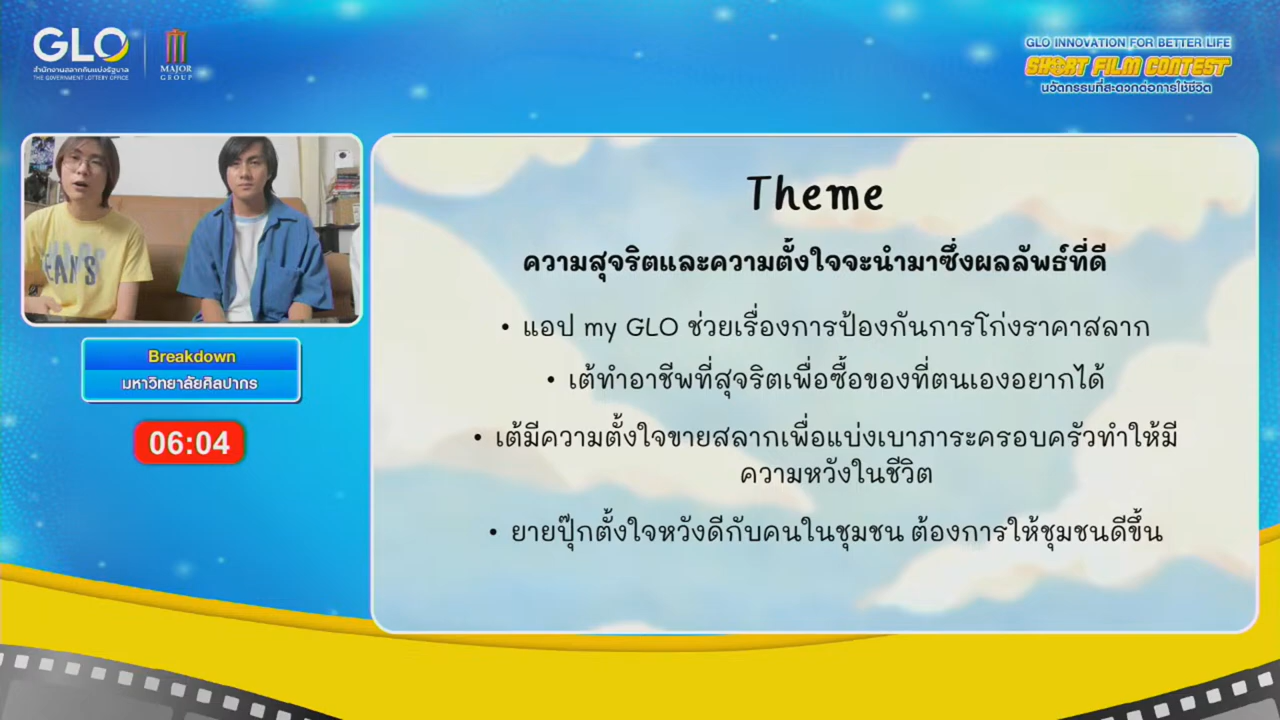 GLO
สำนักงานสลากกินแบ่งรัฐบาล
THE GOVERNMENT LOTTERY OFFICE
MAJOR
GROUP
GLO INNOVATION FOR BETTER LIFE
SHORT FILM CONTEST
นวัตกรรมที่สะดวกต่อการใช้ชีวิต
Breakdown
มหาวิทยาลัยศิลปากร
06:04
Theme
ความสุจริตและความตั้งใจจะนำมาซึ่งผลลัพธ์ที่ดี
• แอป my GLO ช่วยเรื่องการป้องกันการโก่งราคาสลาก
• เต้ทำอาชีพที่สุจริตเพื่อซื้อของที่ตนเองอยากได้
• เต้มีความตั้งใจขายสลากเพื่อแบ่งเบาภาระครอบครัวทำให้มี
ความหวังในชีวิต
• ยายปุ๊กตั้งใจหวังดีกับคนในชุมชน ต้องการให้ชุมชนดีขึ้น